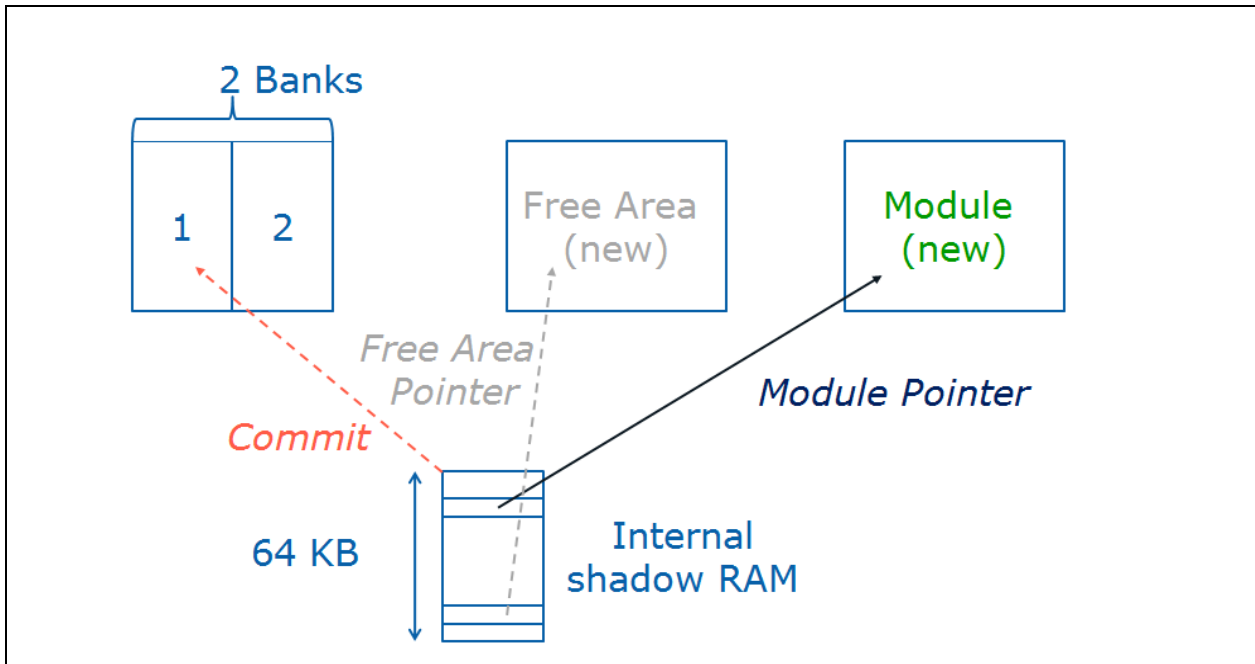 2 Banks
1
2
Free Area
(new)
Module
(new)
Free Area
Pointer
Module Pointer
Commit
64 KB
Internal
shadow RAM